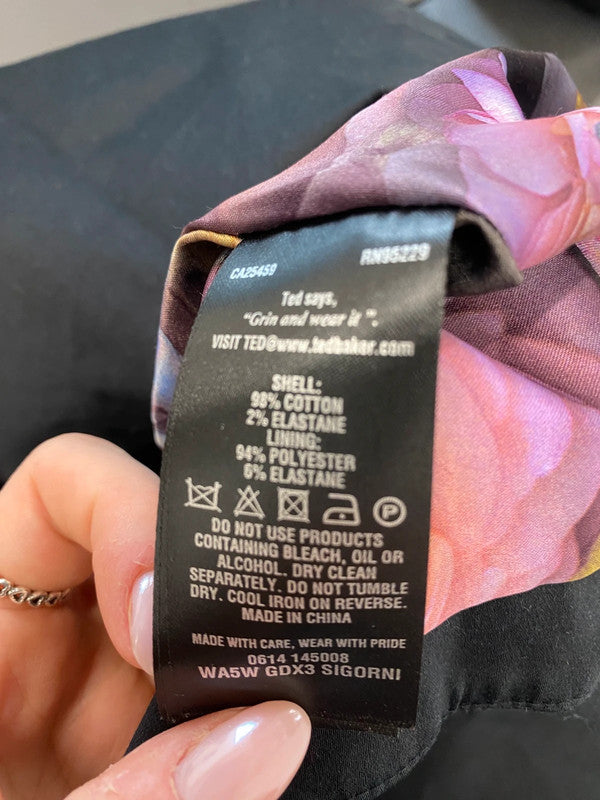 CA25459 RN95229
Ted says,
"Grin and wear it ".
VISIT TED@www.tedbaker.com
SHELL:
98% COTTON
2% ELASTANE
LINING:
94% POLYESTER
6% ELASTANE
P
DO NOT USE PRODUCTS
CONTAINING BLEACH, OIL OR
ALCOHOL. DRY CLEAN
SEPARATELY. DO NOT TUMBLE
DRY. COOL IRON ON REVERSE.
MADE IN CHINA
MADE WITH CARE, WEAR WITH PRIDE
0614 145008
WA5W GDX3 SIGORNI